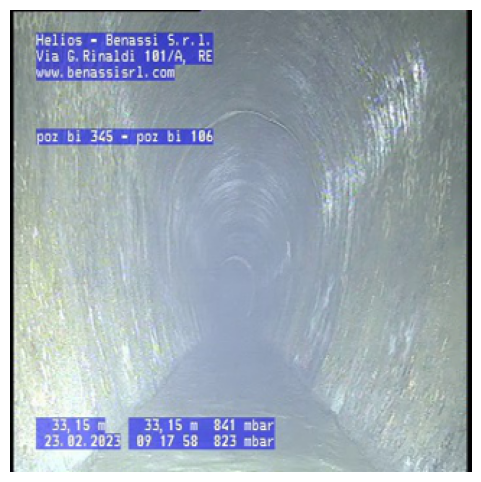 Helios - Benassi S.r.l.
Via G.Rinaldi 101/A, RE
www.benassisrl.com
poz bi 345 - poz bi 106
33,15 m 33,15 m 841 mbar
23.02.2023 09 17 58 823 mbar